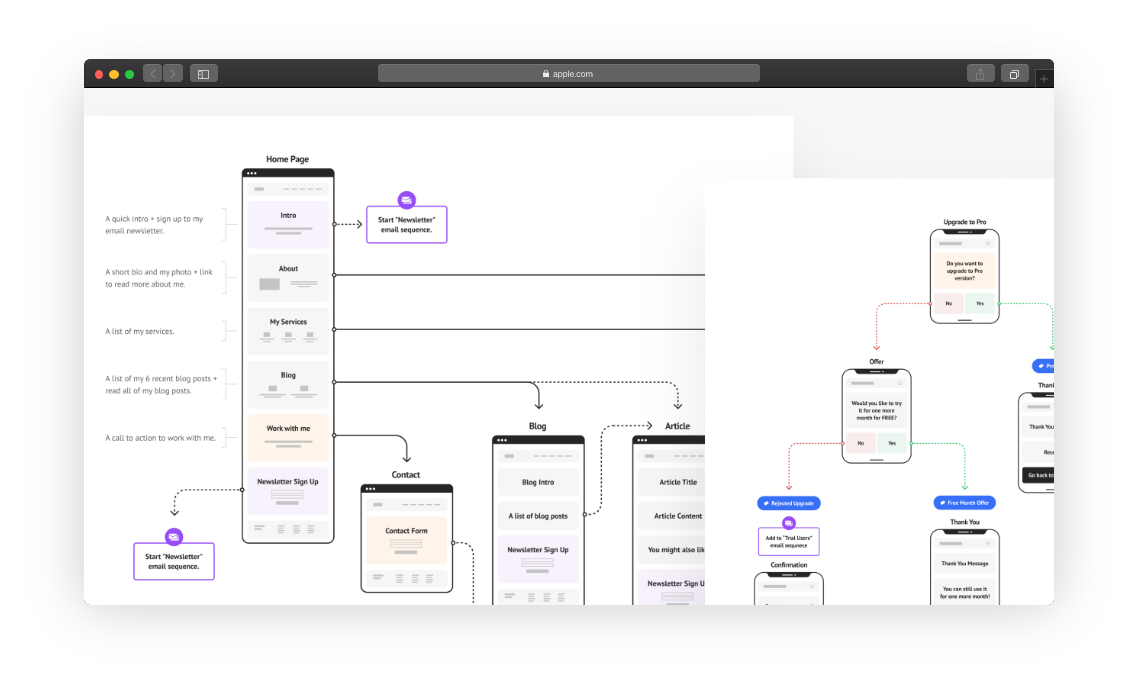 apple.com
Home Page
A quick intro + sign up to my
email newsletter.
Intro
Start "Newsletter"
email sequence.
A short bio and my photo + link
to read more about me.
About
A list of my services.
My Services
A list of my 6 recent blog posts +
read all of my blog posts.
Blog
A call to action to work with me.
Work with me
Newsletter Sign Up
Start "Newsletter"
email sequence.
Contact
Contact Form
Blog
Blog Intro
A list of blog posts
Newsletter Sign Up
Article
Article Title
Article Content
You might also lik
Newsletter Sign U
Upgrade to Pro
Do you want to
upgrade to Pro
version?
No
Yes
Offer
Would you like to try
it for one more
month for FREE?
No
Yes
Pro
Thank
Thank You
Rece
Go back to
Rejected Upgrade
Add to "Trial Users"
email sequnece
Confirmation
Free Month Offer
Thank You
Thank You Message
You can still use it
for one more month!